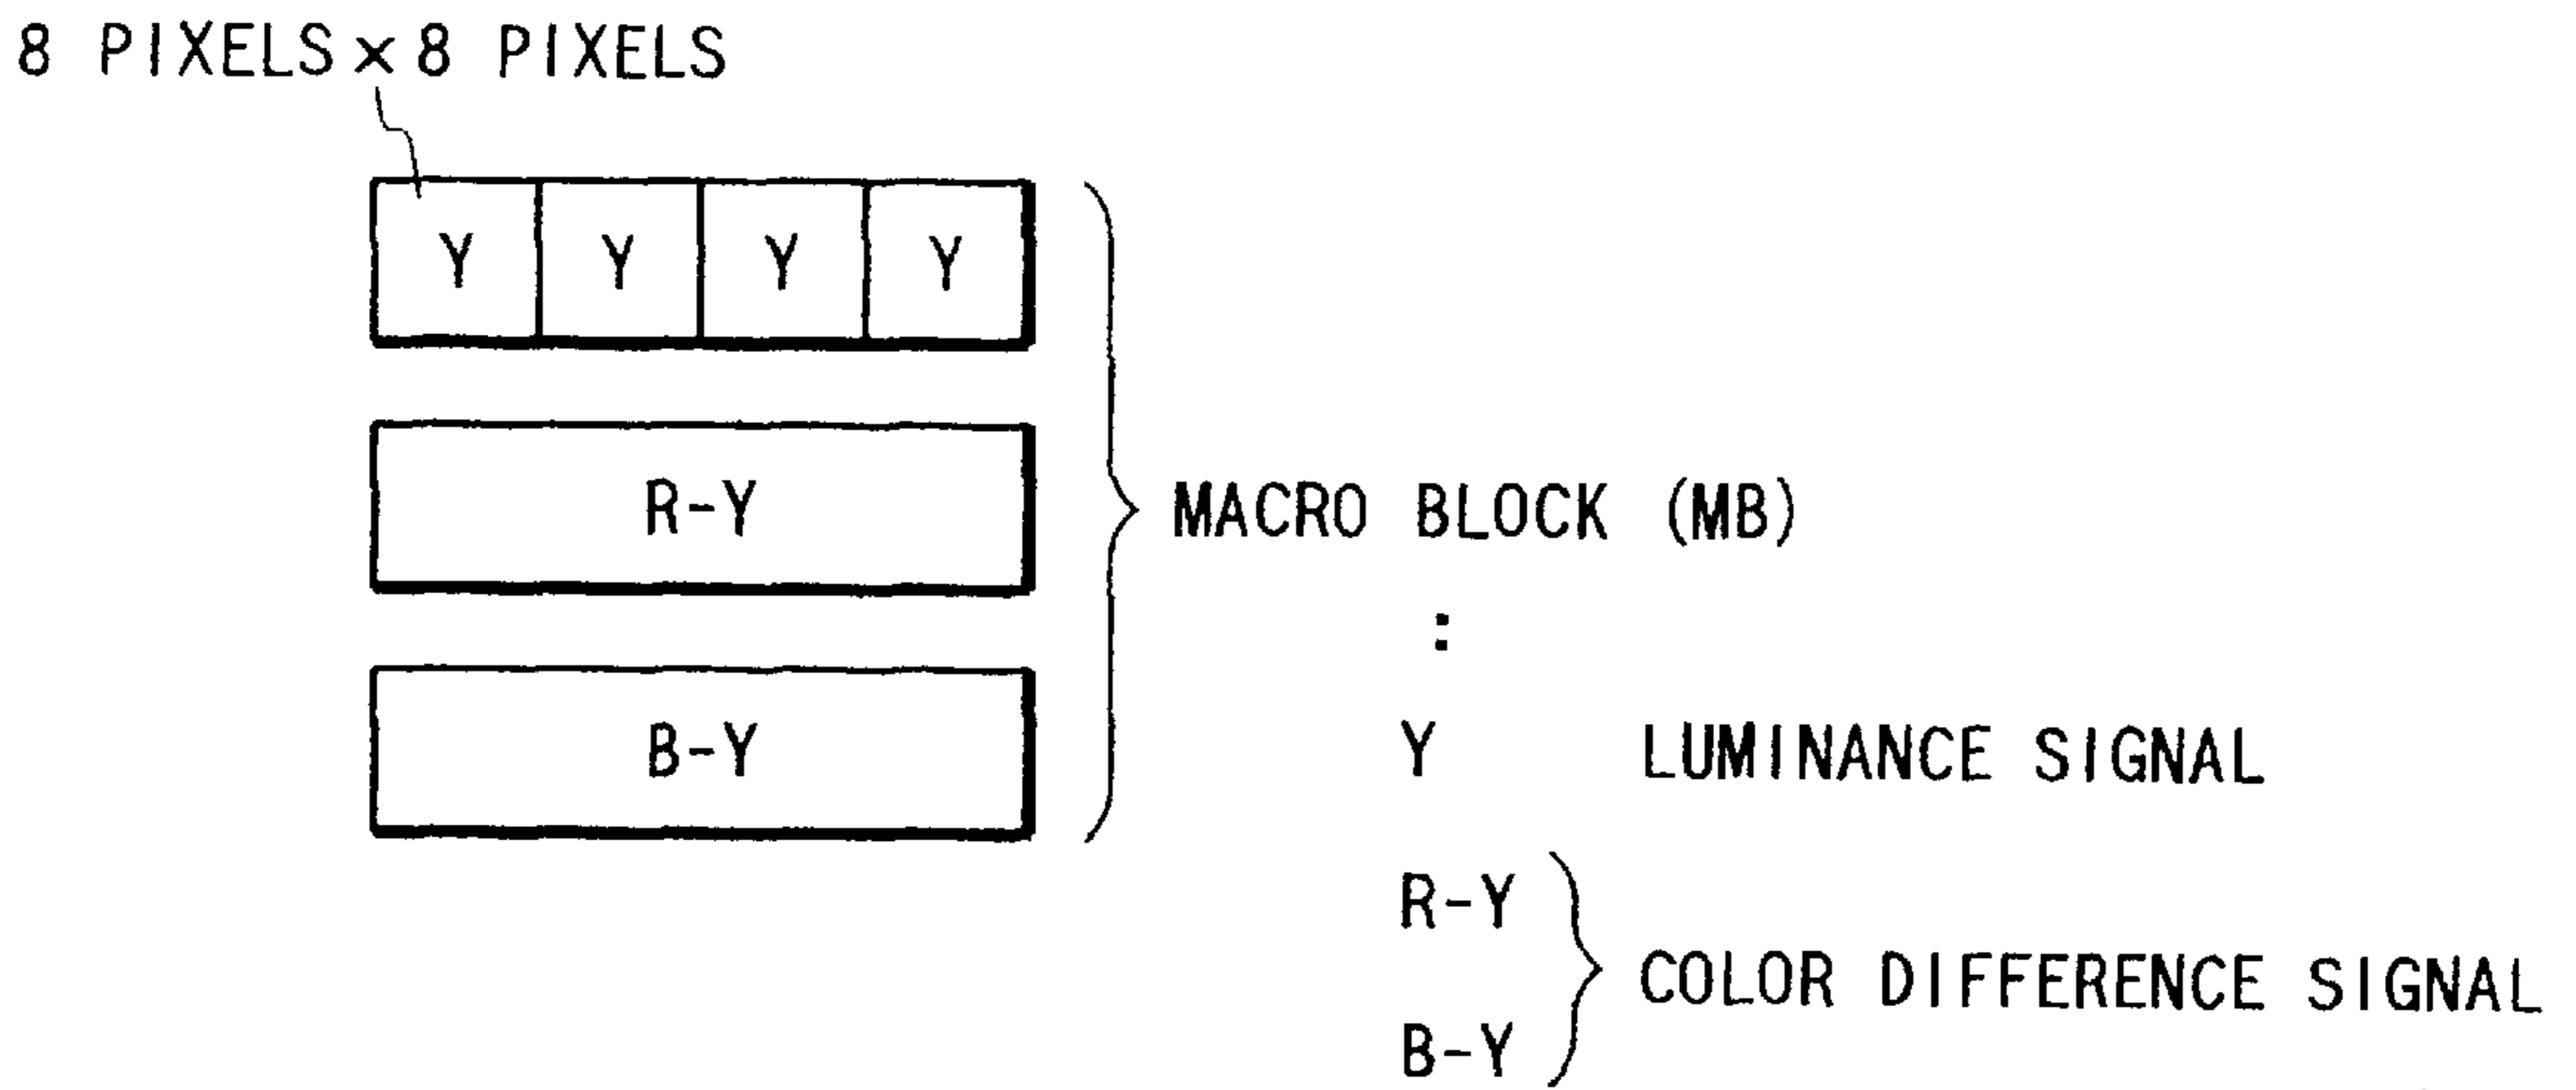 8 PIXELS×8 PIXELS
Y Y Y Y
R-Y
B-Y
MACRO BLOCK (MB)
:
Y LUMINANCE SIGNAL
R-Y
B-Y
COLOR DIFFERENCE SIGNAL